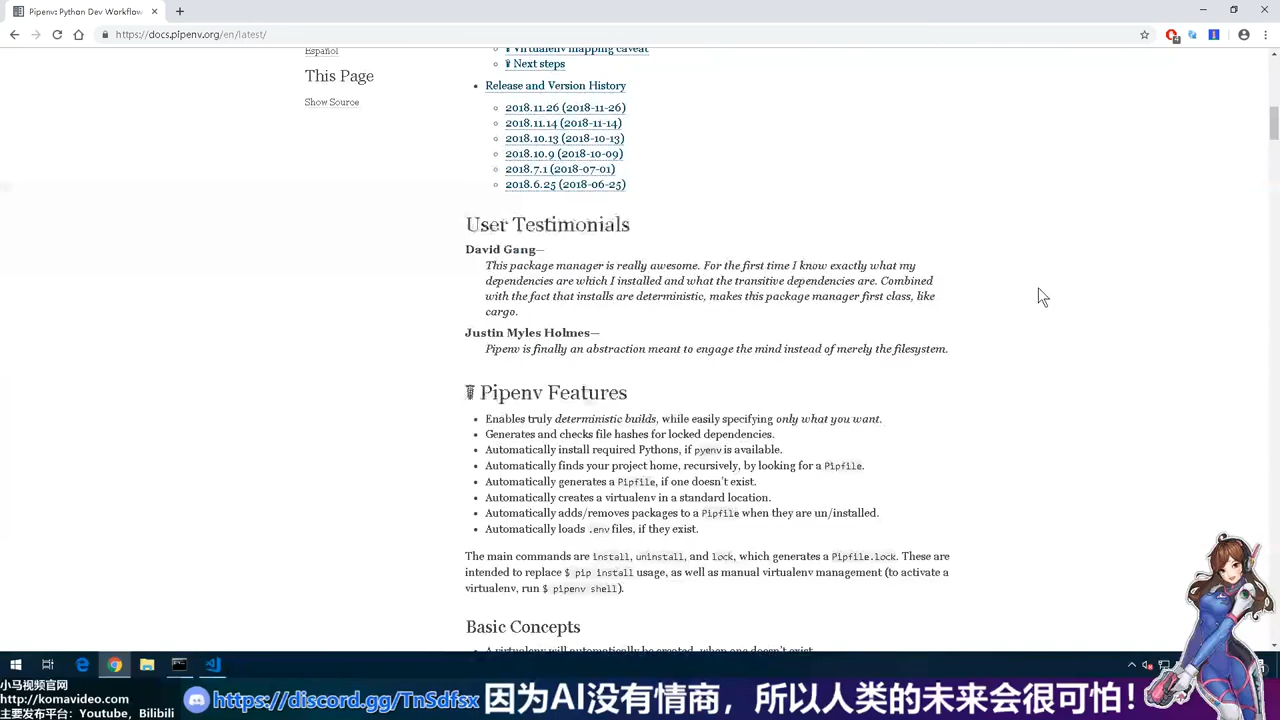 Pipenv: Python Dev Workflow
https://docs.pipenv.org/en/latest/
Español
This Page
Show Source
Virtualenv mapping caveat
Next steps
Release and Version History
2018.11.26 (2018-11-26)
2018.11.14 (2018-11-14)
2018.10.13 (2018-10-13)
2018.10.9 (2018-10-09)
2018.7.1 (2018-07-01)
2018.6.25 (2018-06-25)
User Testimonials
David Gang—
This package manager is really awesome. For the first time I know exactly what my
dependencies are which I installed and what the transitive dependencies are. Combined
with the fact that installs are deterministic, makes this package manager first class, like
cargo.
Justin Myles Holmes—
Pipenv is finally an abstraction meant to engage the mind instead of merely the filesystem.
Pipenv Features
Enables truly deterministic builds, while easily specifying only what you want.
Generates and checks file hashes for locked dependencies.
Automatically install required Pythons, if pyenv is available.
Automatically finds your project home, recursively, by looking for a Pipfile.
Automatically generates a Pipfile, if one doesn't exist.
Automatically creates a virtualenv in a standard location.
Automatically adds/removes packages to a Pipfile when they are un/installed.
Automatically loads .env files, if they exist.
The main commands are install, uninstall, and lock, which generates a Pipfile.lock. These are
intended to replace $ pip install usage, as well as manual virtualenv management (to activate a
virtualenv, run $ pipenv shell).
Basic Concepts
A virtualenv will automatically be created, when one doesn't exist.
小马视频官网
http://komavideo.com
主要发布平台：Youtube, Bilibili
https://discord.gg/TnSdfsx 因为AI没有情商，所以人类的未来会很可怕！